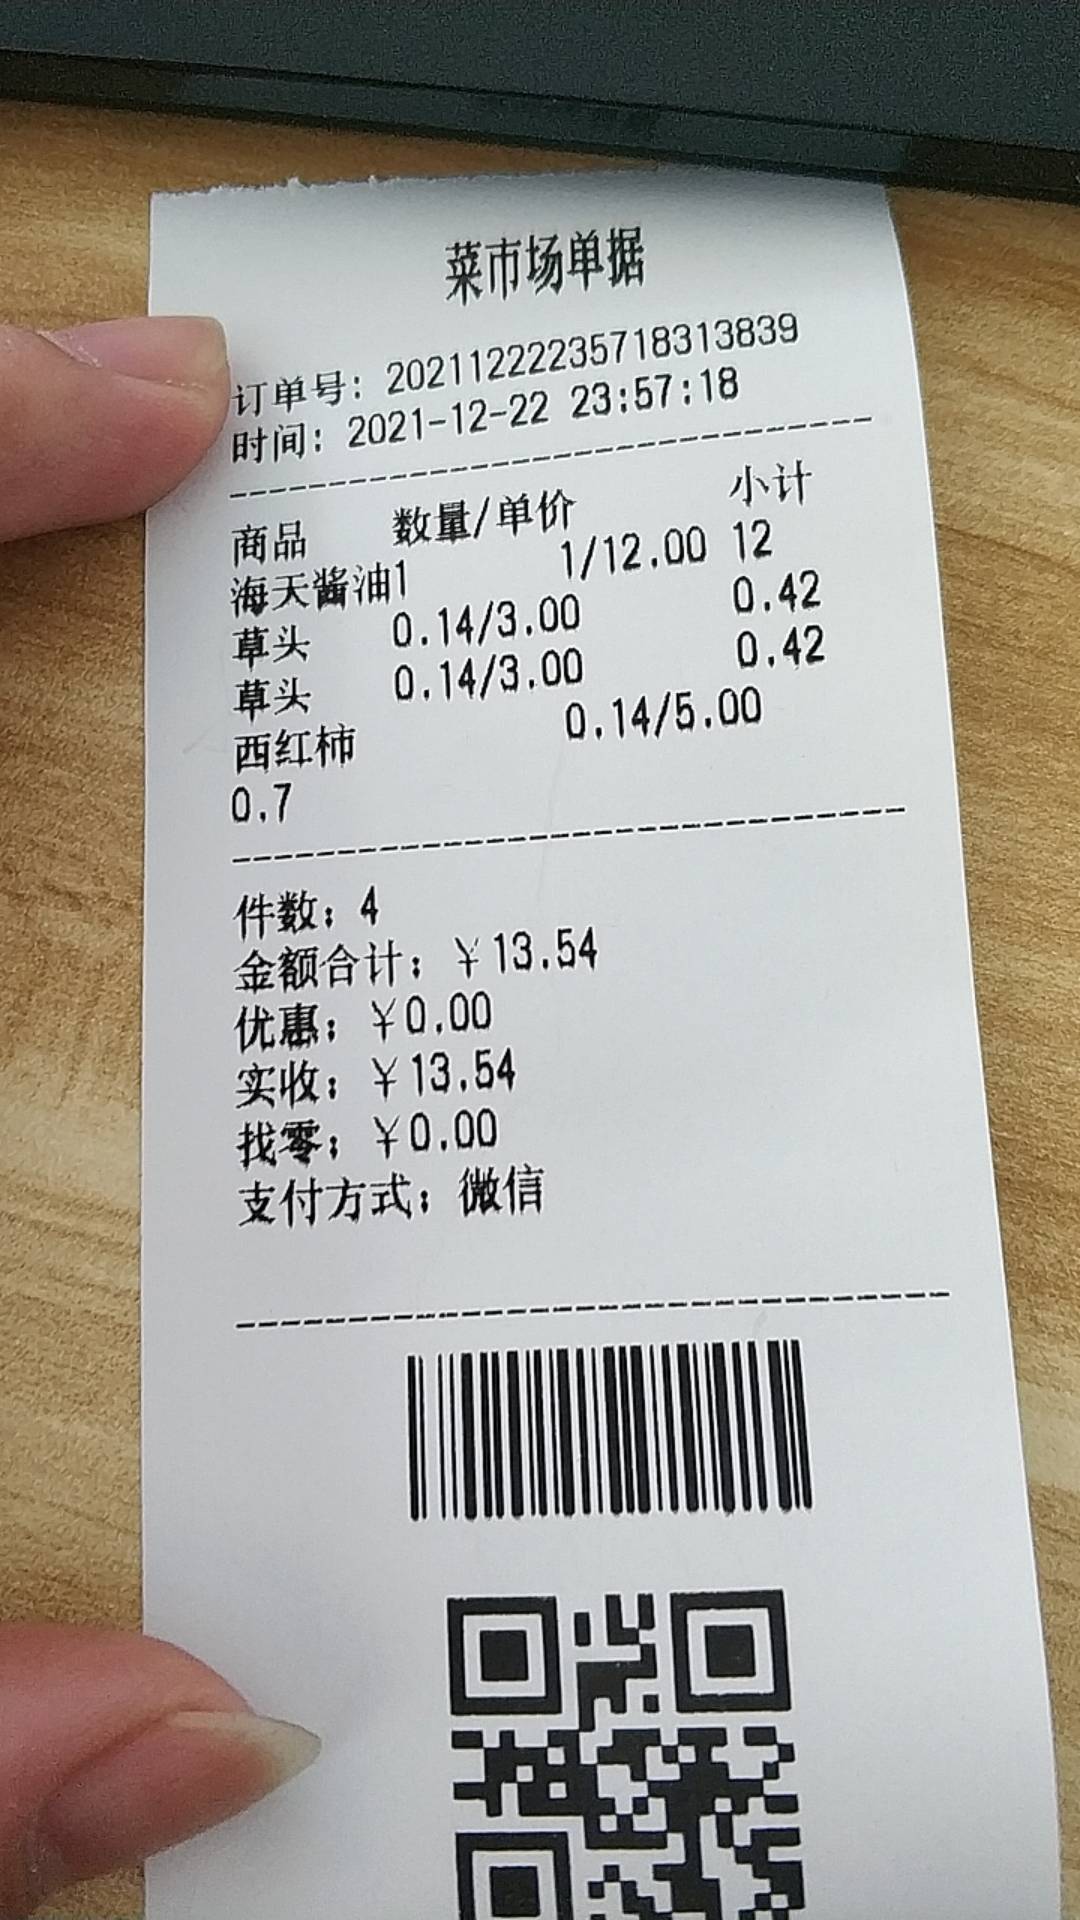 菜市场单据
订单号：20211222235718313839
时间：2021-12-22 23:57:18
商品 数量/单价 小计
海天酱油1 1/12.00 12
草头 0.14/3.00 0.42
草头 0.14/3.00 0.42
西红柿 0.14/5.00
0.7
件数：4
金额合计：￥13.54
优惠：￥0.00
实收：￥13.54
找零：￥0.00
支付方式：微信